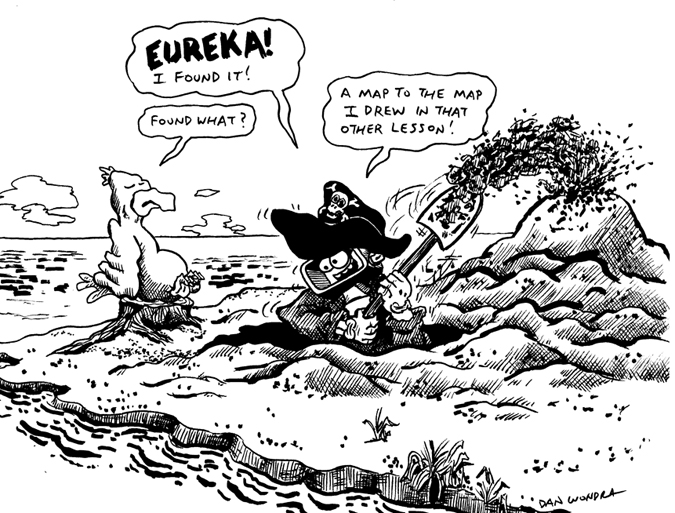 EUREKA!
I FOUND IT!
FOUND WHAT?
A MAP TO THE MAP
I DREW IN THAT
OTHER LESSON!
DAN WONDRA